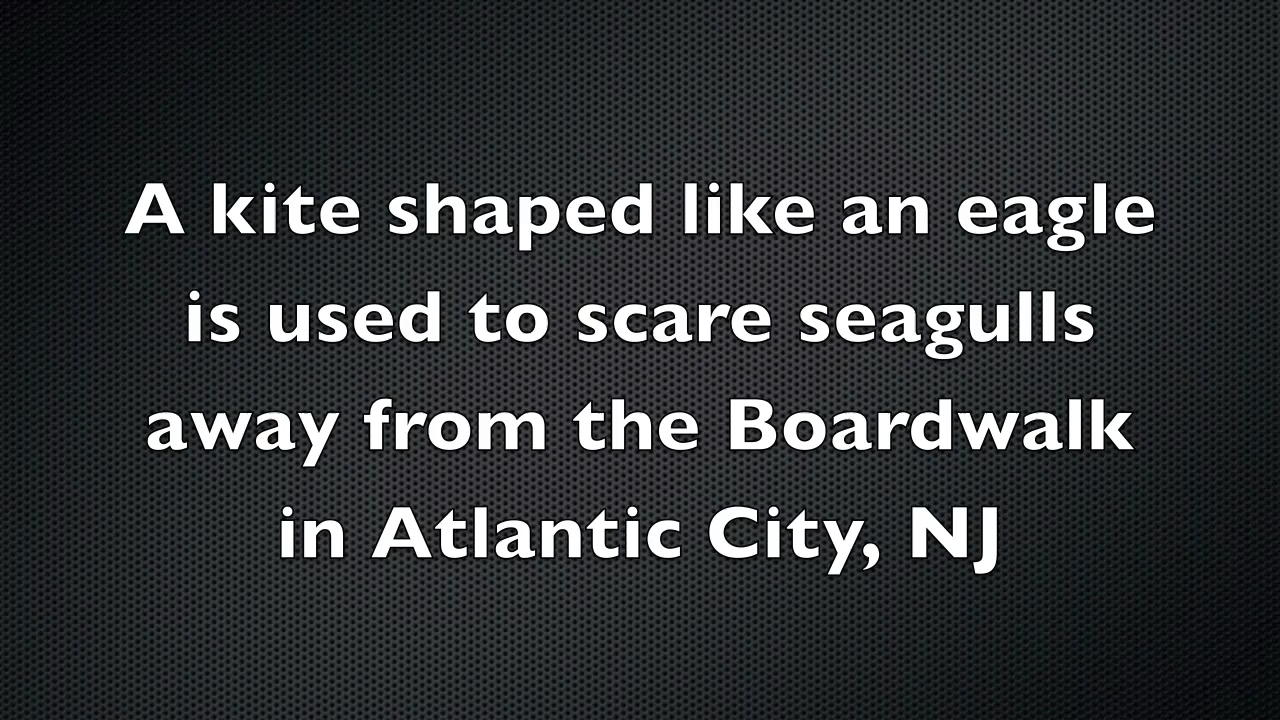 A kite shaped like an eagle
is used to scare seagulls
away from the Boardwalk
in Atlantic City, NJ